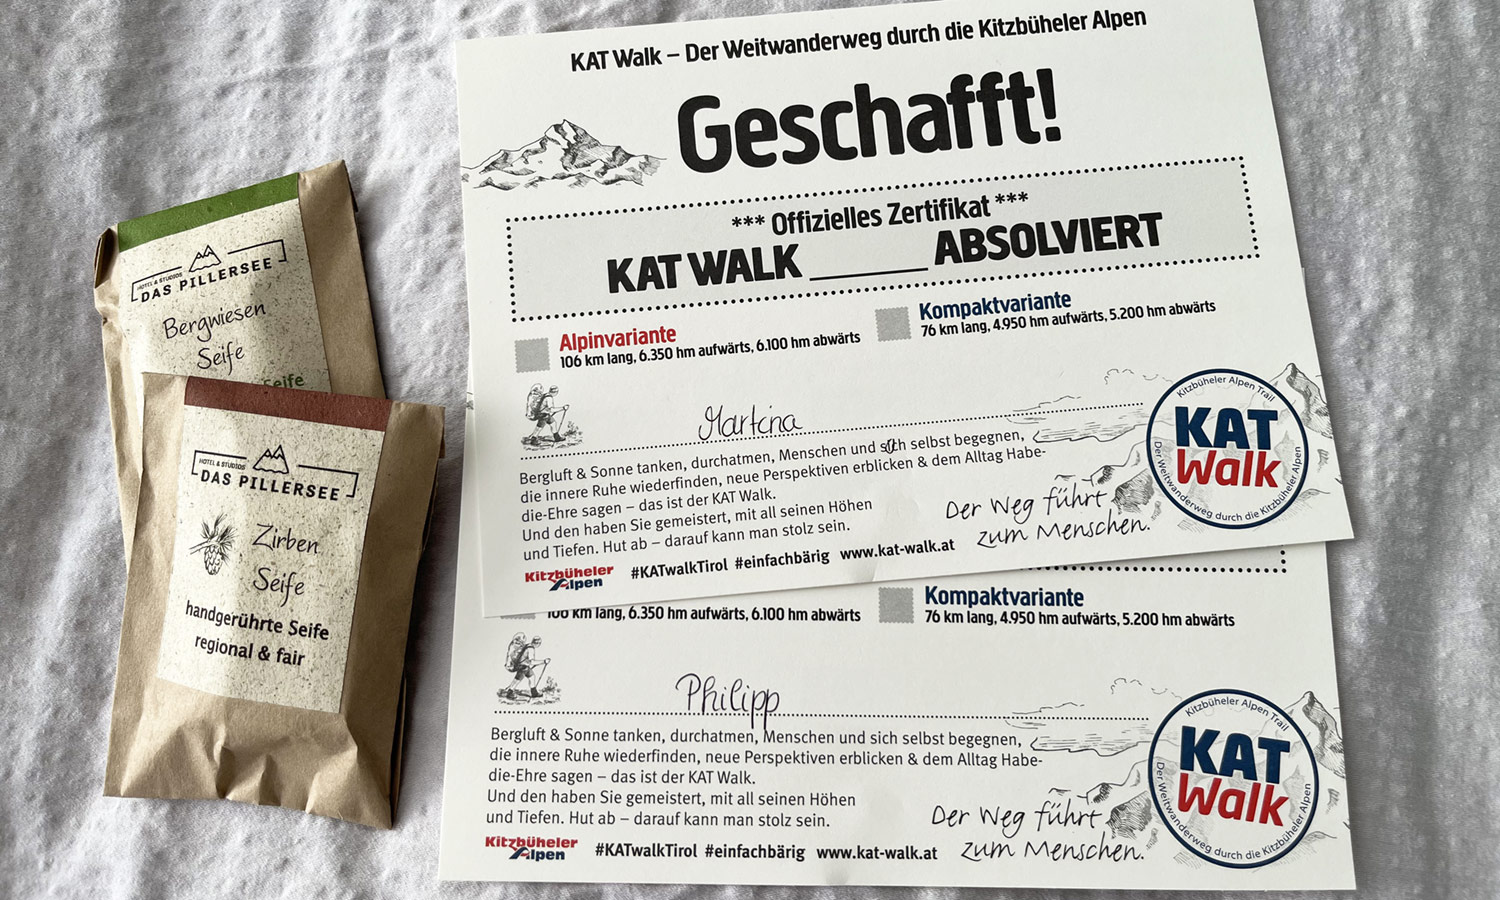 HOTEL & STUDIOS
DAS PILLERSEE
Bergwiesen
Seife
Seife
HOTEL & STUDIOS
DAS PILLERSEE
Zirben
Seife
handgerührte Seife
regional & fair
KAT Walk – Der Weitwanderweg durch die Kitzbüheler Alpen
Geschafft!
*** Offizielles Zertifikat ***
KAT WALK ______ ABSOLVIERT
Alpinvariante
106 km lang, 6.350 hm aufwärts, 6.100 hm abwärts
Kompaktvariante
76 km lang, 4.950 hm aufwärts, 5.200 hm abwärts
Martina
Bergluft & Sonne tanken, durchatmen, Menschen und sich selbst begegnen,
die innere Ruhe wiederfinden, neue Perspektiven erblicken & dem Alltag Habe-
die-Ehre sagen – das ist der KAT Walk.
Und den haben Sie gemeistert, mit all seinen Höhen
und Tiefen. Hut ab – darauf kann man stolz sein.
Der Weg führt
zum Menschen.
Kitzbüheler Alpen Trail
KAT
Walk
Der Weitwanderweg durch die Kitzbüheler Alpen
Kitzbüheler
Alpen
#KATwalkTirol #einfachbärig www.kat-walk.at
106 km lang, 6.350 hm aufwärts, 6.100 hm abwärts
Kompaktvariante
76 km lang, 4.950 hm aufwärts, 5.200 hm abwärts
Philipp
Bergluft & Sonne tanken, durchatmen, Menschen und sich selbst begegnen,
die innere Ruhe wiederfinden, neue Perspektiven erblicken & dem Alltag Habe-
die-Ehre sagen – das ist der KAT Walk.
Und den haben Sie gemeistert, mit all seinen Höhen
und Tiefen. Hut ab – darauf kann man stolz sein.
Der Weg führt
zum Menschen.
Kitzbüheler Alpen Trail
KAT
Walk
Der Weitwanderweg durch die Kitzbüheler Alpen
Kitzbüheler
Alpen
#KATwalkTirol #einfachbärig www.kat-walk.at